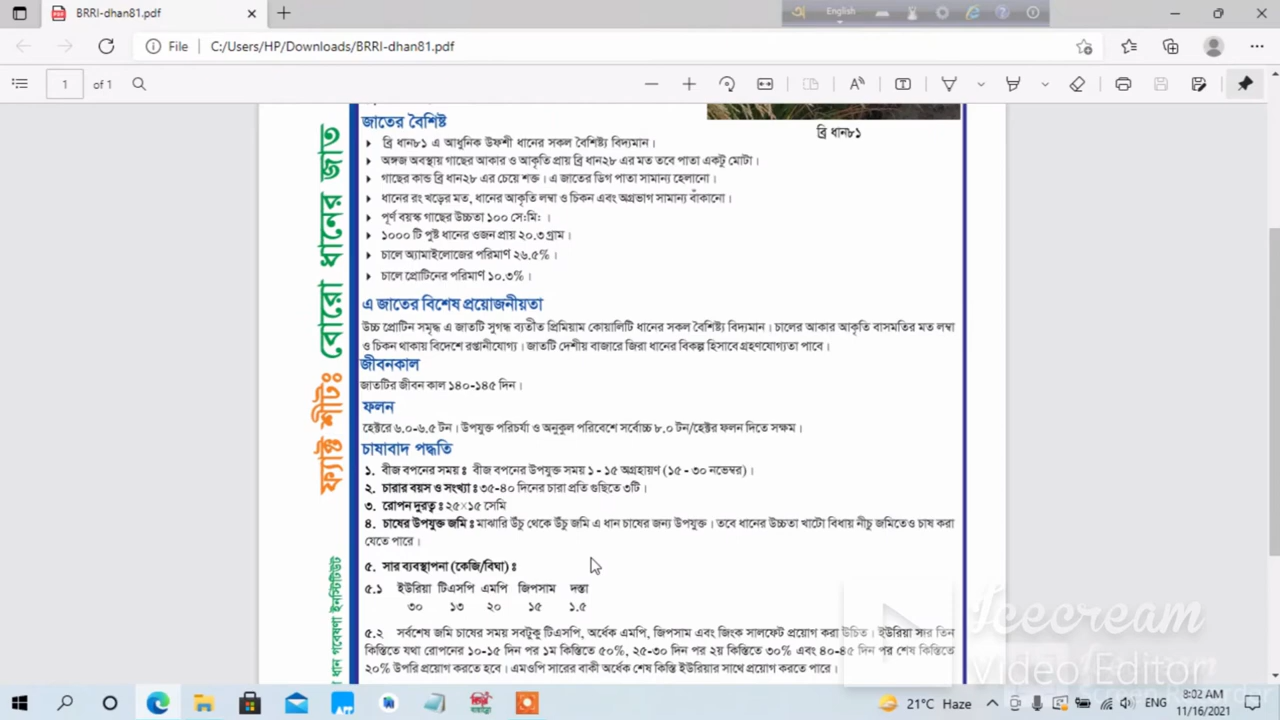 BRRI-dhan81.pdf
English
File C:/Users/HP/Downloads/BRRI-dhan81.pdf
1 of 1
জাতের বৈশিষ্ট
ব্রি ধান৮১
ব্রি ধান৮১ এ আধুনিক উফশী ধানের সকল বৈশিষ্ট্য বিদ্যমান।
অঙ্গজ অবস্থায় গাছের আকার ও আকৃতি প্রায় ব্রি ধান২৮ এর মত তবে পাতা একটু মোটা।
গাছের কান্ড ব্রি ধান২৮ এর চেয়ে শক্ত। এ জাতের ডিগ পাতা সামান্য হেলানো।
ধানের রং খড়ের মত, ধানের আকৃতি লম্বা ও চিকন এবং অগ্রভাগ সামান্য বাঁকানো।
পূর্ণ বয়স্ক গাছের উচ্চতা ১০০ সে:মি: ।
১০০০ টি পুষ্ট ধানের ওজন প্রায় ২০.৩ গ্রাম।
চালে অ্যামাইলোজের পরিমাণ ২৬.৫% ।
চালে প্রোটিনের পরিমাণ ১০.৩% ।
এ জাতের বিশেষ প্রয়োজনীয়তা
উচ্চ প্রোটিন সমৃদ্ধ এ জাতটি সুগন্ধ ব্যতীত প্রিমিয়াম কোয়ালিটি ধানের সকল বৈশিষ্ট্য বিদ্যমান। চালের আকার আকৃতি বাসমতির মত লম্বা
ও চিকন থাকায় বিদেশে রপ্তানীযোগ্য। জাতটি দেশীয় বাজারে জিরা ধানের বিকল্প হিসাবে গ্রহণযোগ্যতা পাবে।
জীবনকাল
জাতটির জীবন কাল ১৪০-১৪৫ দিন।
ফলন
হেক্টরে ৬.০-৬.৫ টন। উপযুক্ত পরিচর্যা ও অনুকুল পরিবেশে সর্বোচ্চ ৮.০ টন/হেক্টর ফলন দিতে সক্ষম।
চাষাবাদ পদ্ধতি
১. বীজ বপনের সময় ঃ বীজ বপনের উপযুক্ত সময় ১ - ১৫ অগ্রহায়ণ (১৫ - ৩০ নভেম্বর)।
২. চারার বয়স ও সংখ্যা ঃ ৩৫-৪০ দিনের চারা প্রতি গুছিতে ৩টি।
৩. রোপন দুরত্ব ঃ ২৫×১৫ সেমি
৪. চাষের উপযুক্ত জমি ঃ মাঝারি উঁচু থেকে উঁচু জমি এ ধান চাষের জন্য উপযুক্ত। তবে ধানের উচ্চতা খাটো বিধায় নীচু জমিতেও চাষ করা
যেতে পারে।
৫. সার ব্যবস্থাপনা (কেজি/বিঘা) ঃ
৫.১ ইউরিয়া টিএসপি এমপি জিপসাম দস্তা
৩০ ১৩ ২০ ১৫ ১.৫
৫.২ সর্বশেষ জমি চাষের সময় সবটুকু টিএসপি, অর্ধেক এমপি, জিপসাম এবং জিংক সালফেট প্রয়োগ করা উচিত। ইউরিয়া সার তিন
কিস্তিতে যথা রোপনের ১০-১৫ দিন পর ১ম কিস্তিতে ৫০%, ২৫-৩০ দিন পর ২য় কিস্তিতে ৩০% এবং ৪০-৪৫ দিন পর শেষ কিস্তিতে
২০% উপরি প্রয়োগ করতে হবে। এমওপি সারের বাকী অর্ধেক শেষ কিস্তি ইউরিয়ার সাথে প্রয়োগ করতে পারে।
ফ্যাক্ট শীটঃ বোরো ধানের জাত
ধান গবেষণা ইনস্টিটিউট
Icecream
Video Editor
21°C Haze
ENG
8:02 AM
11/16/2021